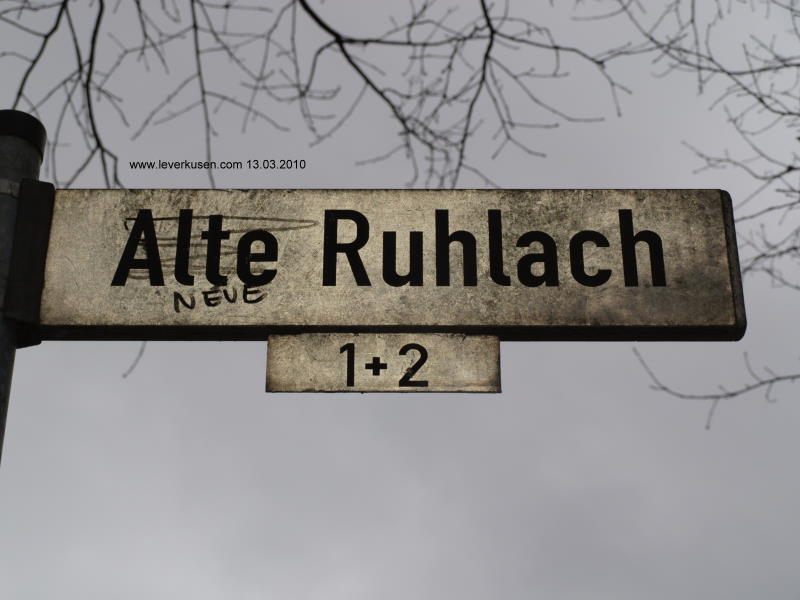 www.leverkusen.com 13.03.2010
Alte Ruhlach
NEUE
1+2